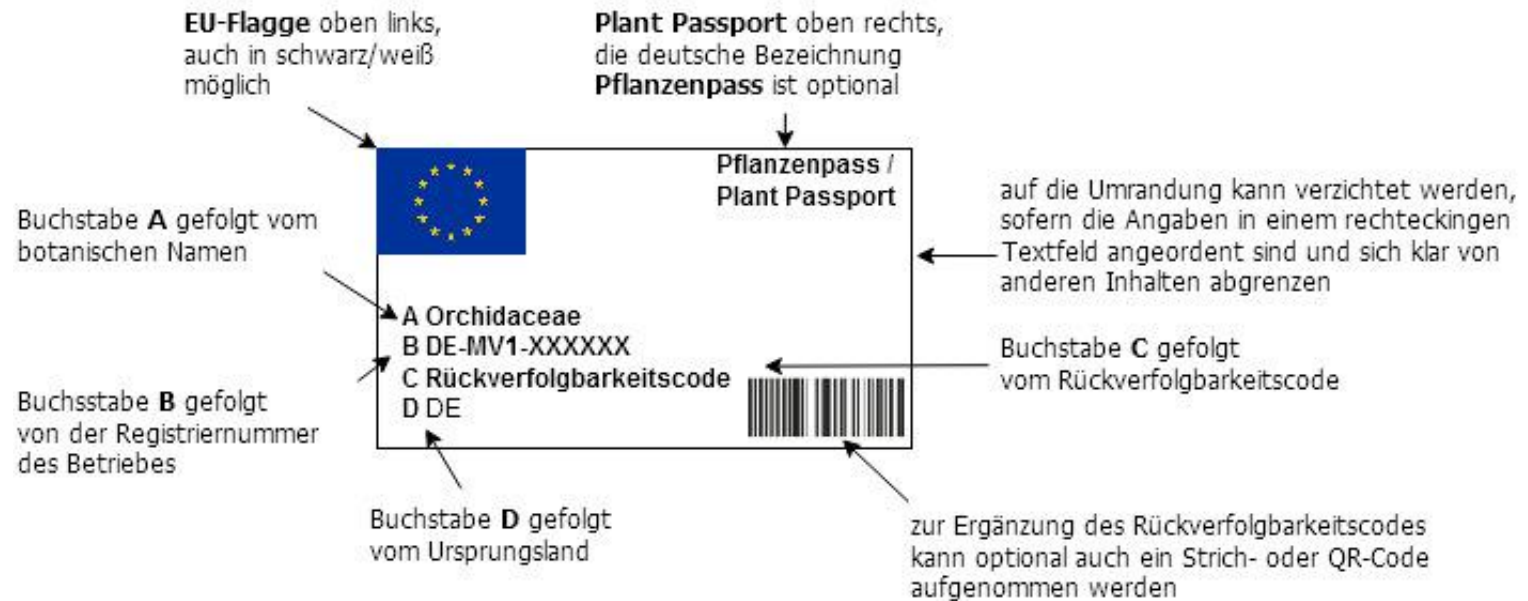 EU-Flagge oben links,
auch in schwarz/weiß
möglich
Plant Passport oben rechts,
die deutsche Bezeichnung
Pflanzenpass ist optional
Pflanzenpass /
Plant Passport
auf die Umrandung kann verzichtet werden,
sofern die Angaben in einem rechteckingen
Textfeld angeordent sind und sich klar von
anderen Inhalten abgrenzen
Buchstabe A gefolgt vom
botanischen Namen
A Orchidaceae
B DE-MV1-XXXXXX
C Rückverfolgbarkeitscode
D DE
Buchstabe C gefolgt
vom Rückverfolgbarkeitscode
Buchsstabe B gefolgt
von der Registriernummer
des Betriebes
Buchstabe D gefolgt
vom Ursprungsland
zur Ergänzung des Rückverfolgbarkeitscodes
kann optional auch ein Strich- oder QR-Code
aufgenommen werden